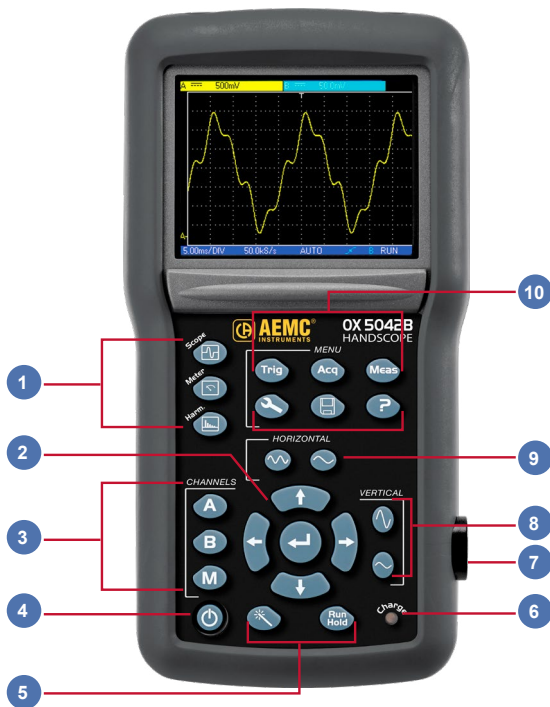 A 500mV B 50.0mV
T
A
5.00ms/DIV 50.0kS/s AUTO B RUN
10
AEMC®
INSTRUMENTS
OX 5042B
HANDSCOPE
Scope
MENU
Trig Acq Meas
1
Meter
Harm.
?
2
HORIZONTAL
9
CHANNELS
VERTICAL
A
3
B
8
M
7
4
Charge
6
Run
Hold
5